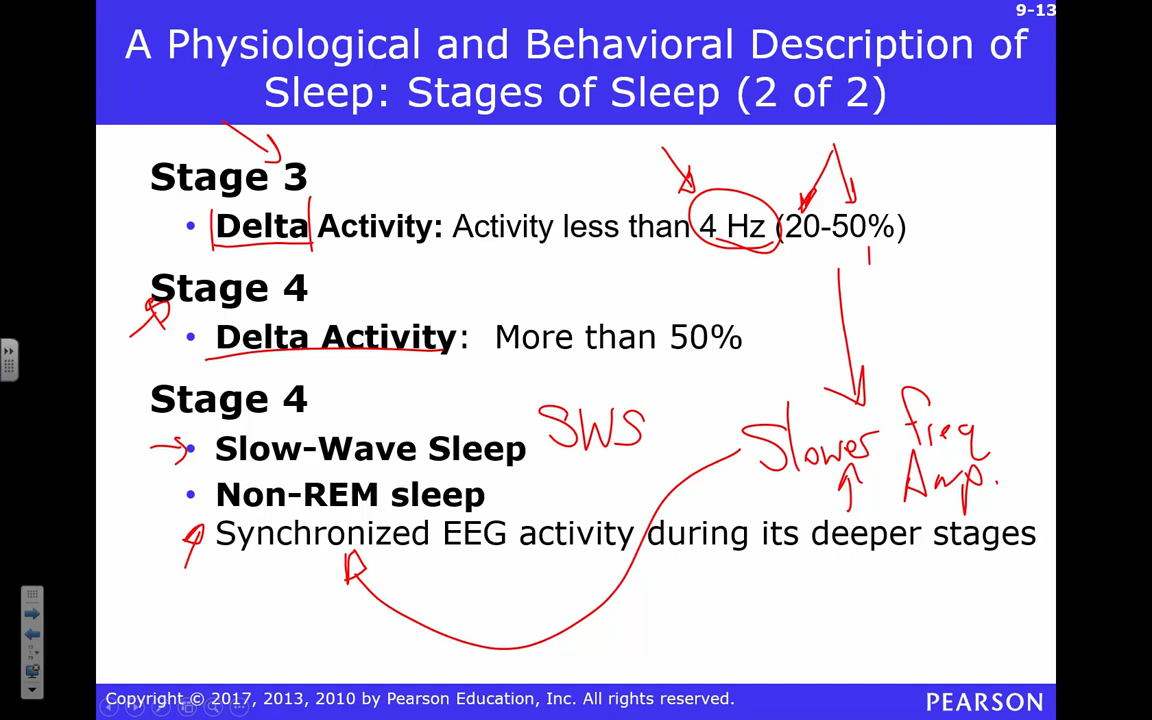 9-13
A Physiological and Behavioral Description of
Sleep: Stages of Sleep (2 of 2)
Stage 3
• Delta Activity: Activity less than 4 Hz (20-50%)
Stage 4
• Delta Activity: More than 50%
Stage 4
• Slow-Wave Sleep SWS
Slower freq
↑ Amp.
• Non-REM sleep
Synchronized EEG activity during its deeper stages
Copyright © 2017, 2013, 2010 by Pearson Education, Inc. All rights reserved.
PEARSON